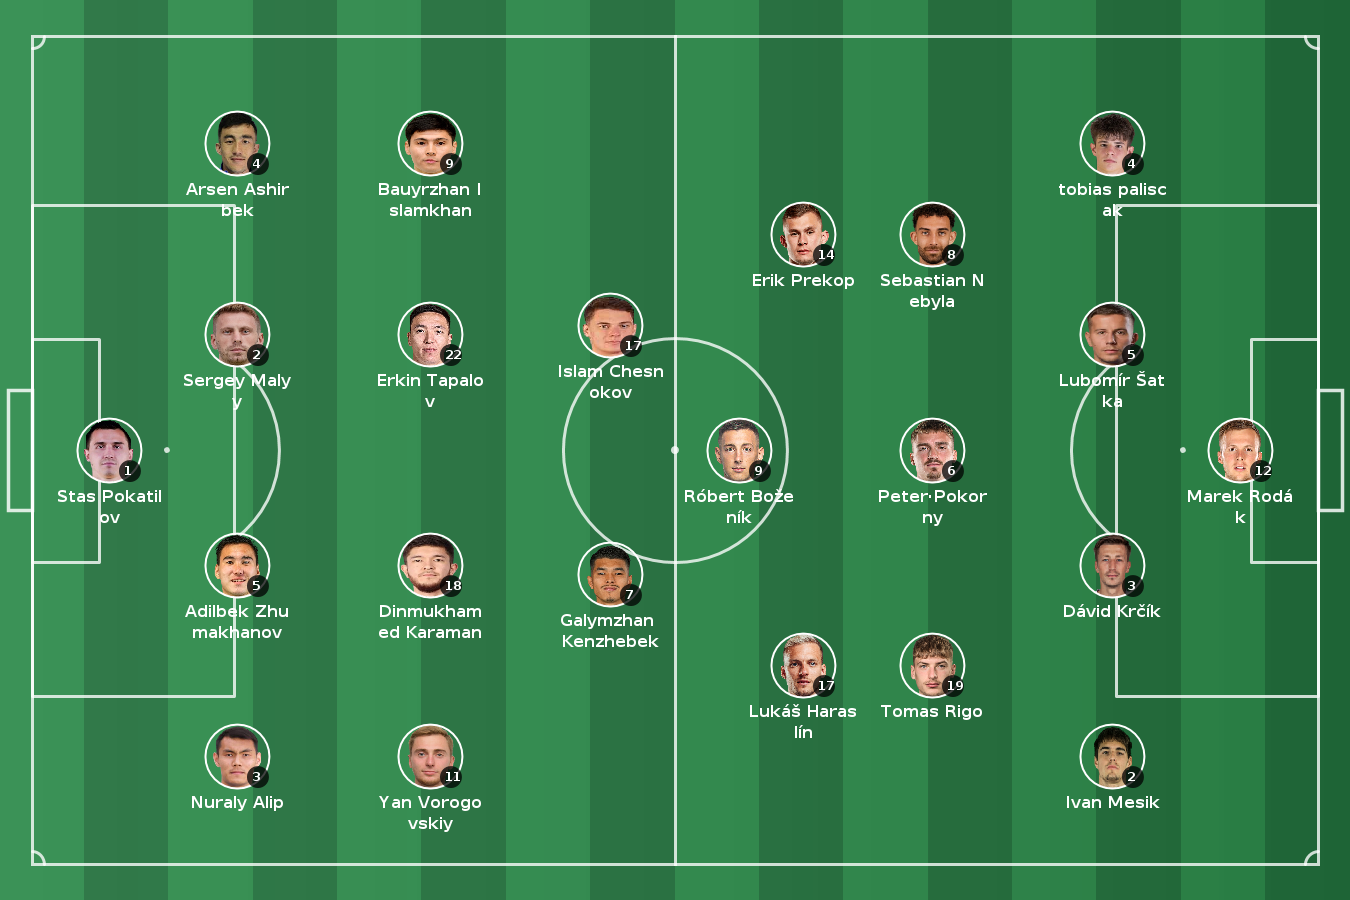 4
Arsen Ashir
bek
9
Bauyrzhan I
slamkhan
4
tobias palisc
ak
14
Erik Prekop
8
Sebastian N
ebyla
2
Sergey Maly
y
22
Erkin Tapalo
v
17
Islam Chesn
okov
5
Lubomír Šat
ka
1
Stas Pokatil
ov
9
Róbert Bože
ník
6
Peter Pokor
ny
12
Marek Rodá
k
5
Adilbek Zhu
makhanov
18
Dinmukham
ed Karaman
7
Galymzhan
Kenzhebek
3
Dávid Krčík
17
Lukáš Haras
lín
19
Tomas Rigo
3
Nuraly Alip
11
Yan Vorogo
vskiy
2
Ivan Mesik